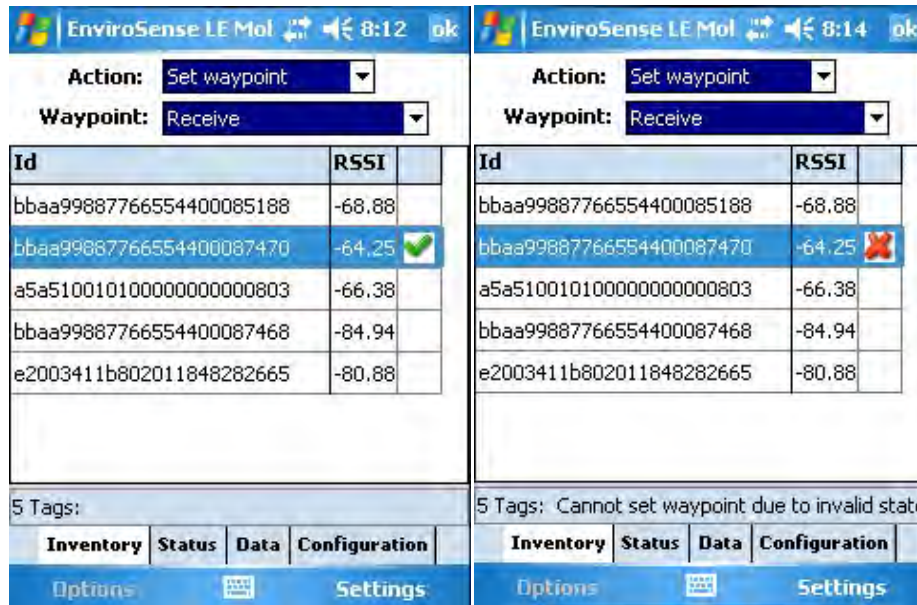 EnviroSense LE Mol 8:12 ok
Action: Set waypoint
Waypoint: Receive
Id RSSI
bbaa99887766554400085188 -68.88
bbaa99887766554400087470 -64.25
a5a5100101000000000000803 -66.38
bbaa99887766554400087468 -84.94
e2003411b802011848282665 -80.88
5 Tags:
Inventory Status Data Configuration
Options Settings
EnviroSense LE Mol 8:14 ok
Action: Set waypoint
Waypoint: Receive
Id RSSI
bbaa99887766554400085188 -68.88
bbaa99887766554400087470 -64.25
a5a5100101000000000000803 -66.38
bbaa99887766554400087468 -84.94
e2003411b802011848282665 -80.88
5 Tags: Cannot set waypoint due to invalid state
Inventory Status Data Configuration
Options Settings